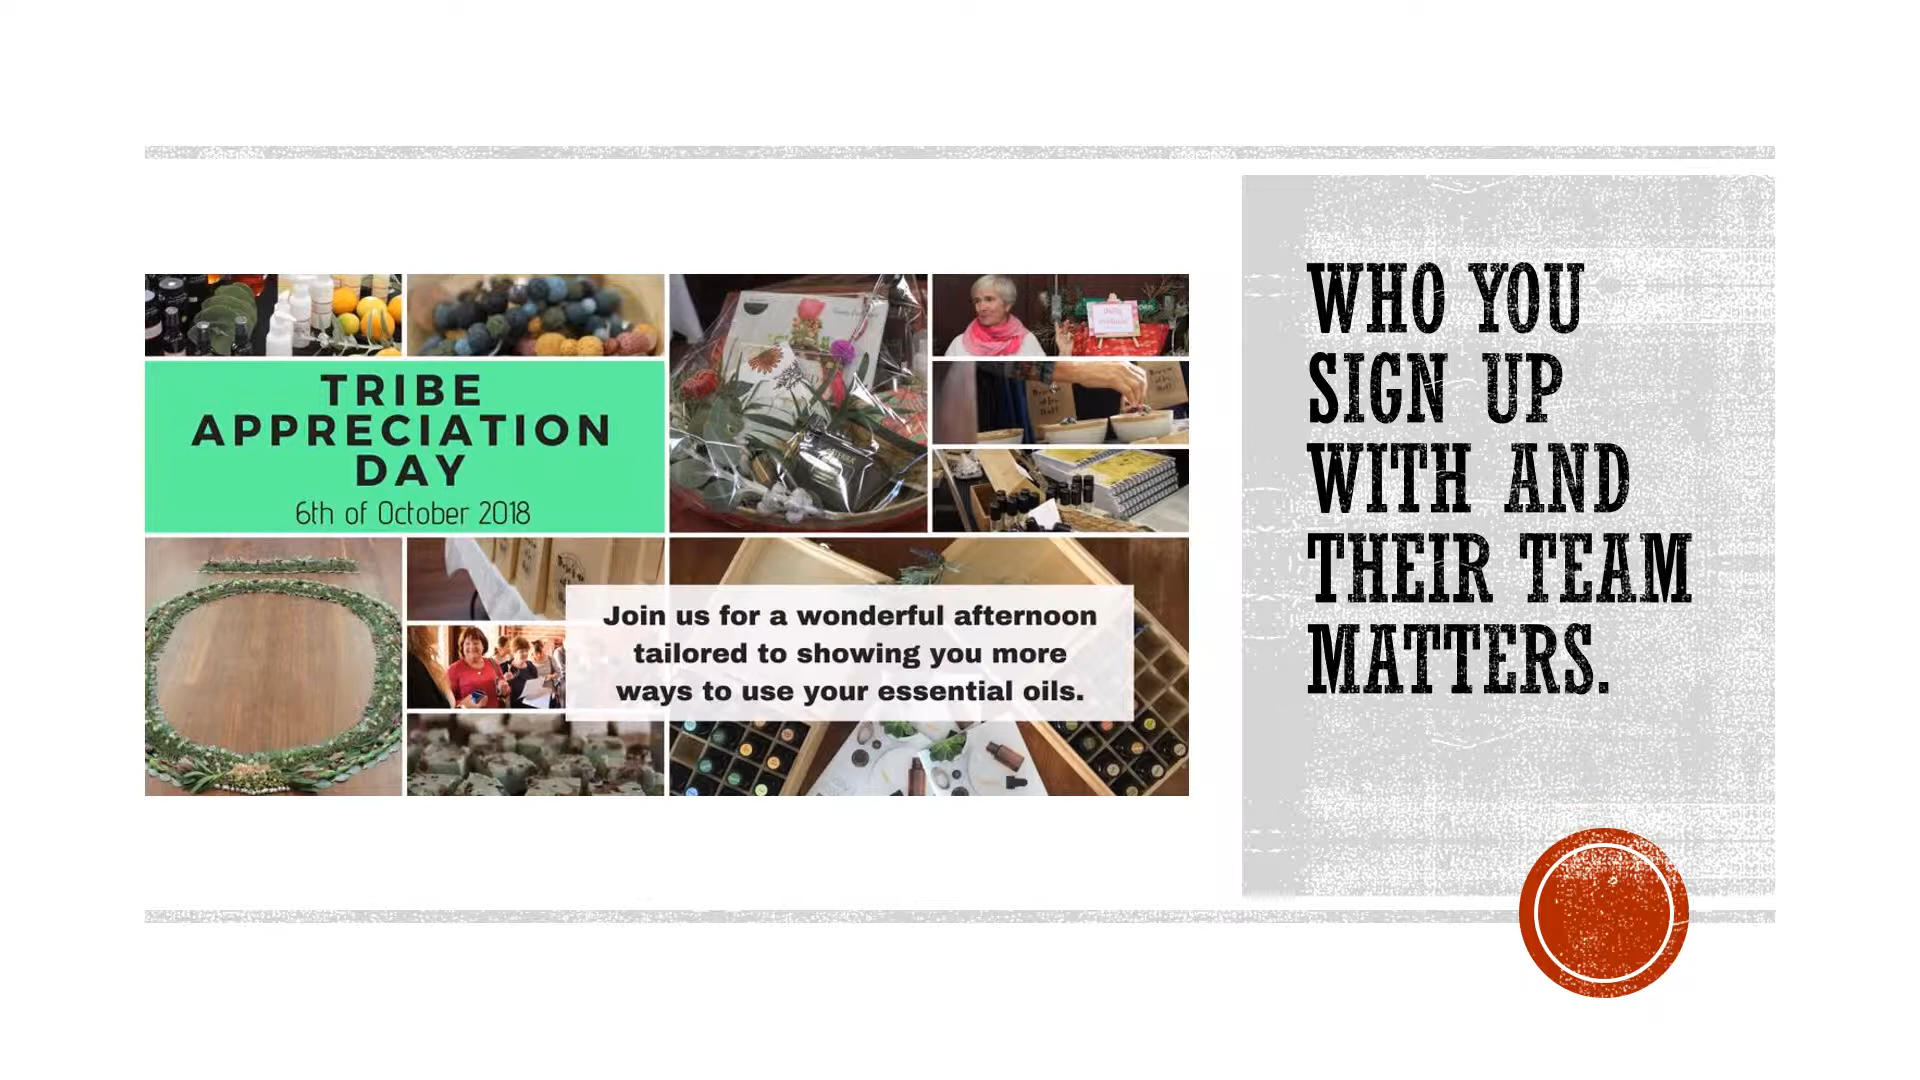 TRIBE
APPRECIATION
DAY
6th of October 2018
Join us for a wonderful afternoon
tailored to showing you more
ways to use your essential oils.
WHO YOU
SIGN UP
WITH AND
THEIR TEAM
MATTERS.